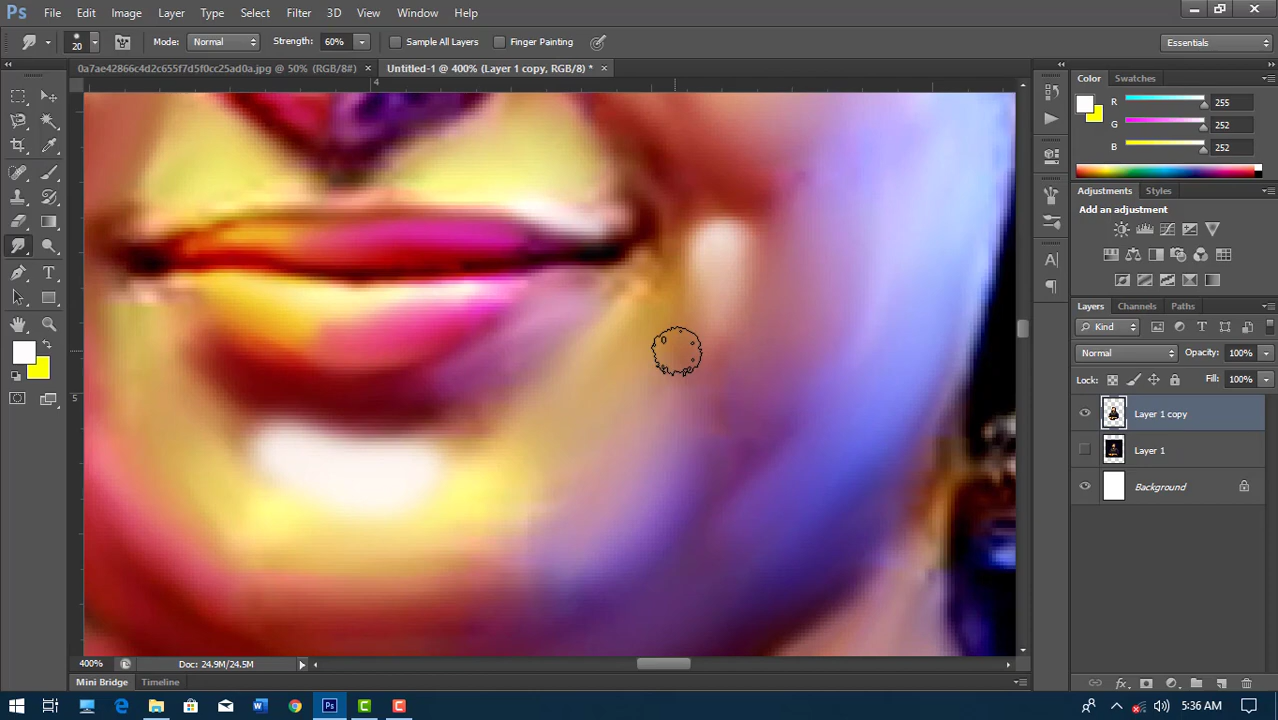 Ps File Edit Image Layer Type Select Filter 3D View Window Help
20 Mode: Normal Strength: 60% Sample All Layers Finger Painting Essentials
0a7ae42866c4d2c655f7d5f0cc25ad0a.jpg @ 50% (RGB/8#) × Untitled-1 @ 400% (Layer 1 copy, RGB/8) * ×
4
5
Color Swatches
R 255
G 252
B 252
Adjustments Styles
Add an adjustment
Layers Channels Paths
Kind
Normal Opacity: 100%
Lock: Fill: 100%
Layer 1 copy
Layer 1
Background
400% Doc: 24.9M/24.5M
Mini Bridge Timeline
5:36 AM